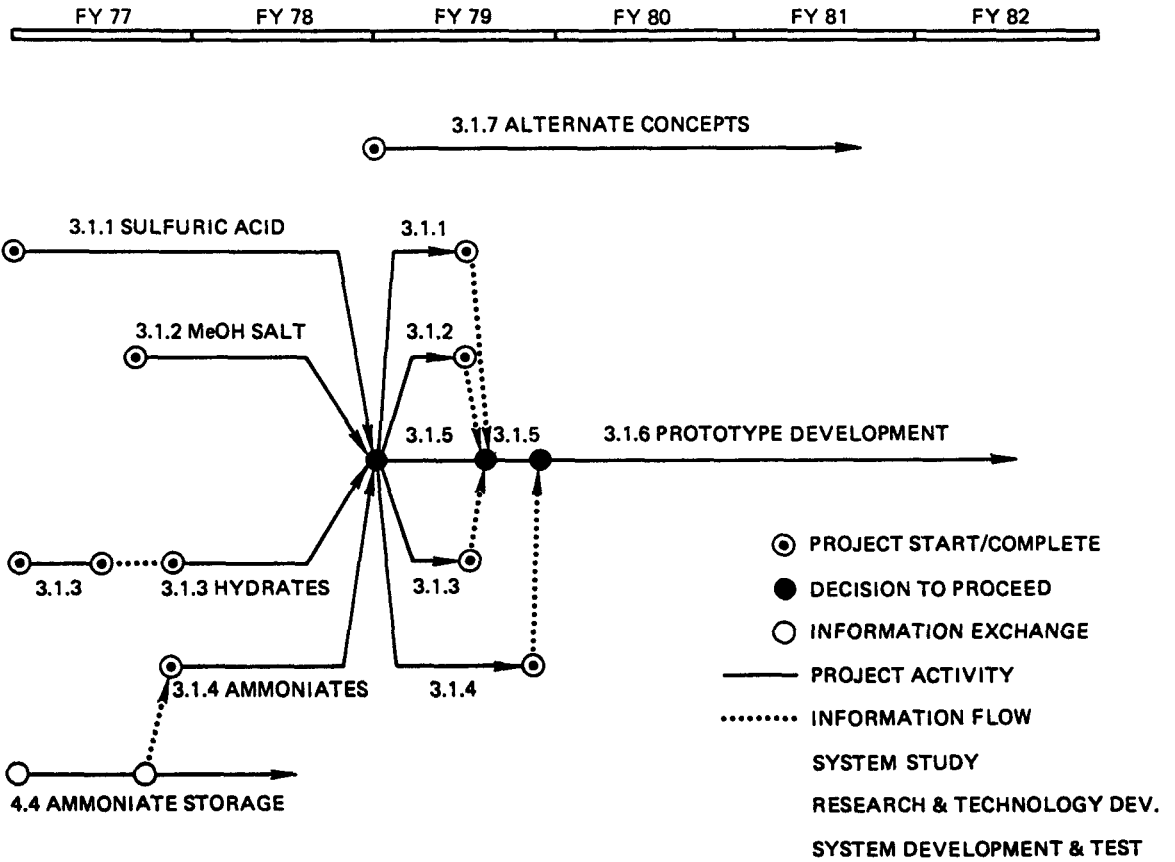 FY 77 FY 78 FY 79 FY 80 FY 81 FY 82
3.1.7 ALTERNATE CONCEPTS
3.1.1 SULFURIC ACID 3.1.1
3.1.2 MeOH SALT 3.1.2
3.1.5 3.1.5 3.1.6 PROTOTYPE DEVELOPMENT
3.1.3 3.1.3 HYDRATES 3.1.3
3.1.4 AMMONIATES 3.1.4
4.4 AMMONIATE STORAGE
PROJECT START/COMPLETE
DECISION TO PROCEED
INFORMATION EXCHANGE
PROJECT ACTIVITY
INFORMATION FLOW
SYSTEM STUDY
RESEARCH & TECHNOLOGY DEV.
SYSTEM DEVELOPMENT & TEST